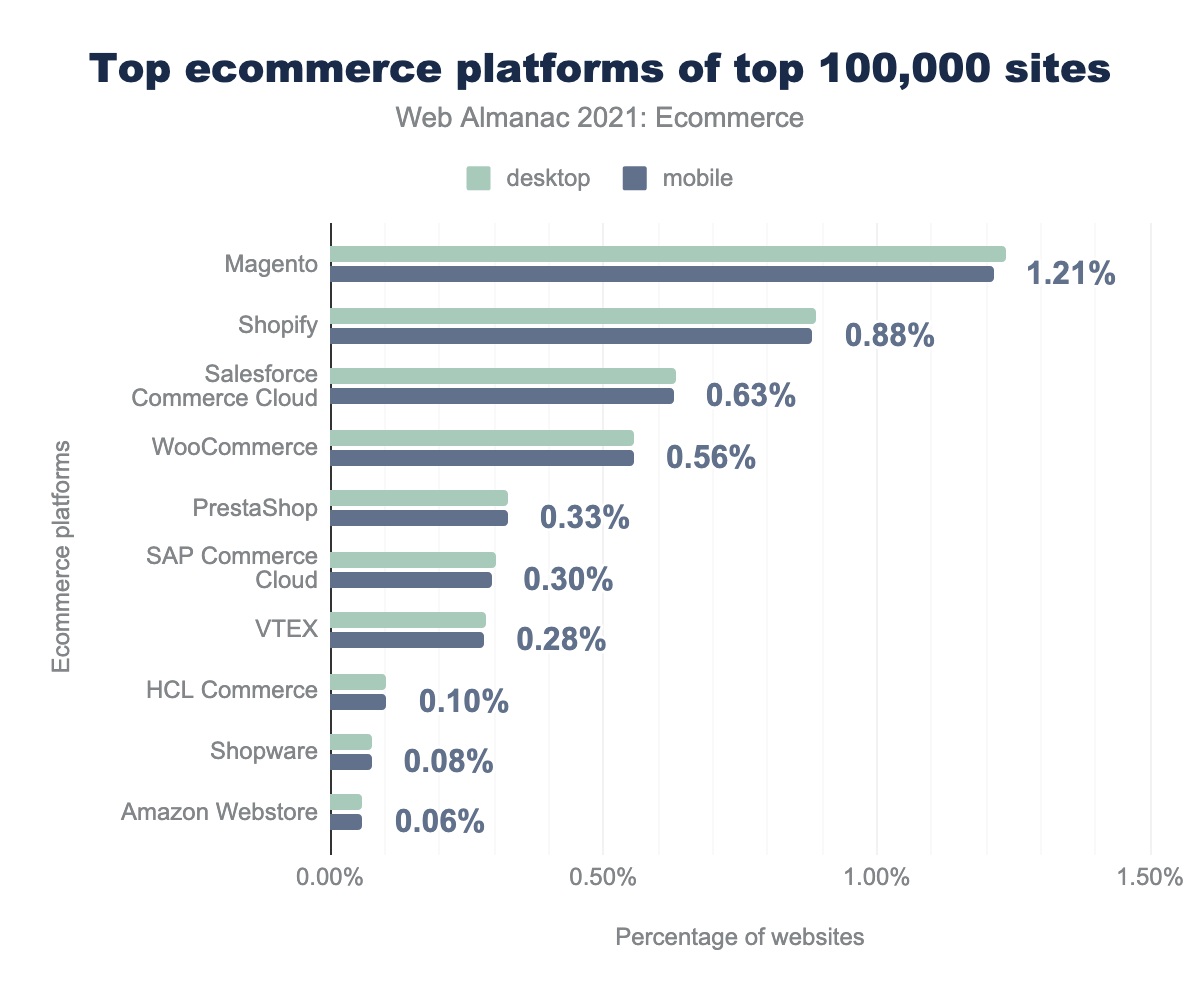 Top ecommerce platforms of top 100,000 sites
Web Almanac 2021: Ecommerce
desktop
mobile
Ecommerce platforms
Magento
1.21%
Shopify
0.88%
Salesforce
Commerce Cloud
0.63%
WooCommerce
0.56%
PrestaShop
0.33%
SAP Commerce
Cloud
0.30%
VTEX
0.28%
HCL Commerce
0.10%
Shopware
0.08%
Amazon Webstore
0.06%
0.00%
0.50%
1.00%
1.50%
Percentage of websites